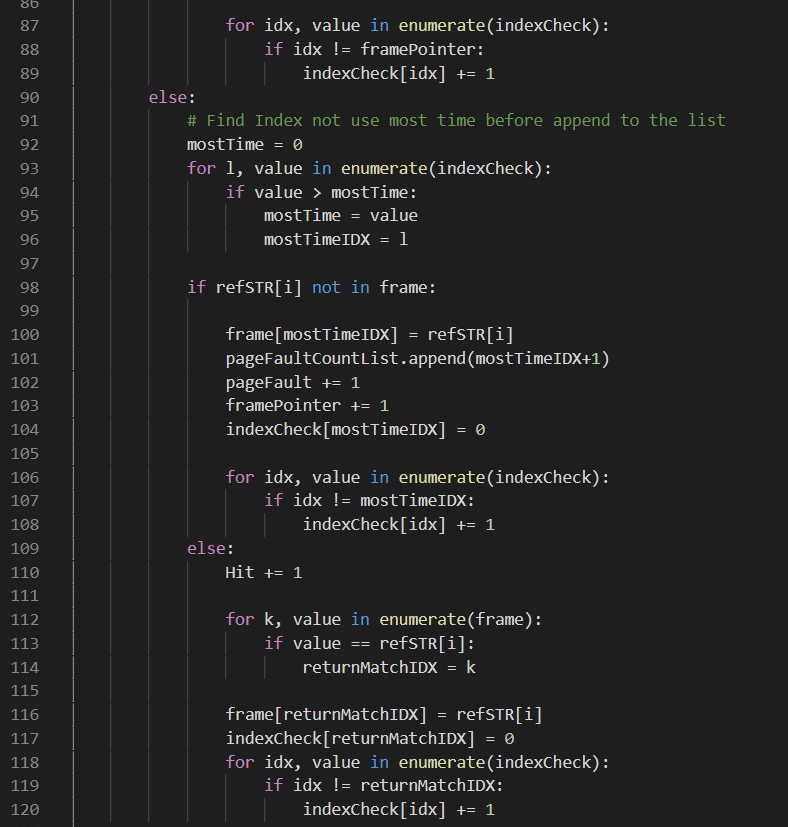 86
87 for idx, value in enumerate(indexCheck):
88 if idx != framePointer:
89 indexCheck[idx] += 1
90 else:
91 # Find Index not use most time before append to the list
92 mostTime = 0
93 for l, value in enumerate(indexCheck):
94 if value > mostTime:
95 mostTime = value
96 mostTimeIDX = l
97
98 if refSTR[i] not in frame:
99
100 frame[mostTimeIDX] = refSTR[i]
101 pageFaultCountList.append(mostTimeIDX+1)
102 pageFault += 1
103 framePointer += 1
104 indexCheck[mostTimeIDX] = 0
105
106 for idx, value in enumerate(indexCheck):
107 if idx != mostTimeIDX:
108 indexCheck[idx] += 1
109 else:
110 Hit += 1
111
112 for k, value in enumerate(frame):
113 if value == refSTR[i]:
114 returnMatchIDX = k
115
116 frame[returnMatchIDX] = refSTR[i]
117 indexCheck[returnMatchIDX] = 0
118 for idx, value in enumerate(indexCheck):
119 if idx != returnMatchIDX:
120 indexCheck[idx] += 1